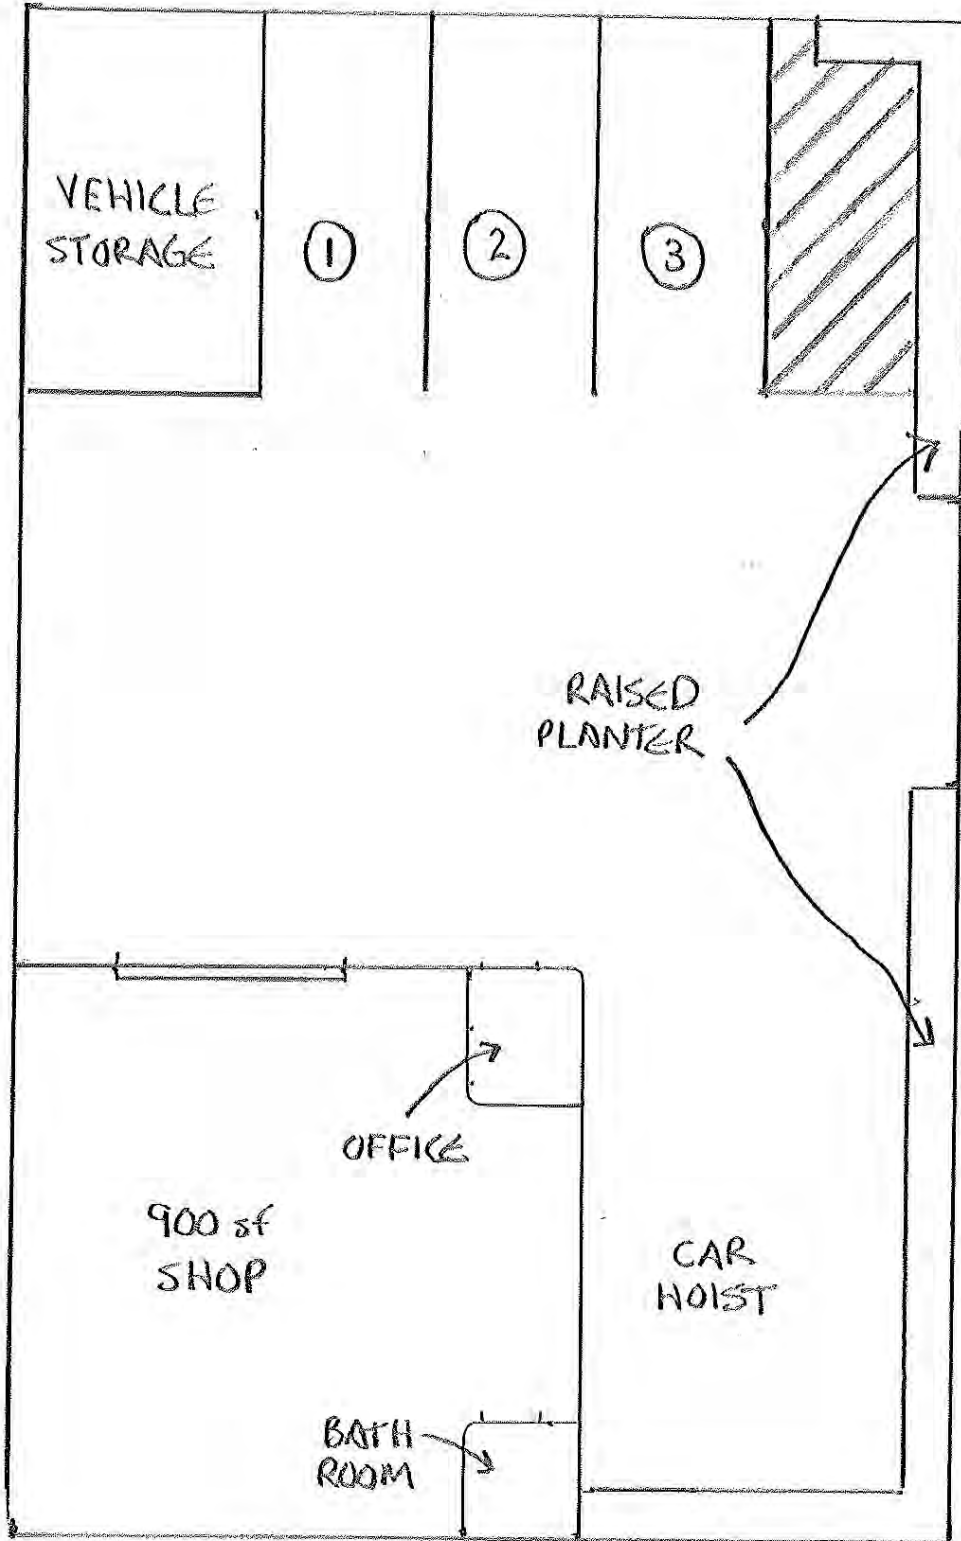 VEHICLE
STORAGE
1
2
3
RAISED
PLANTER
OFFICE
900 sf
SHOP
CAR
HOIST
BATH
ROOM